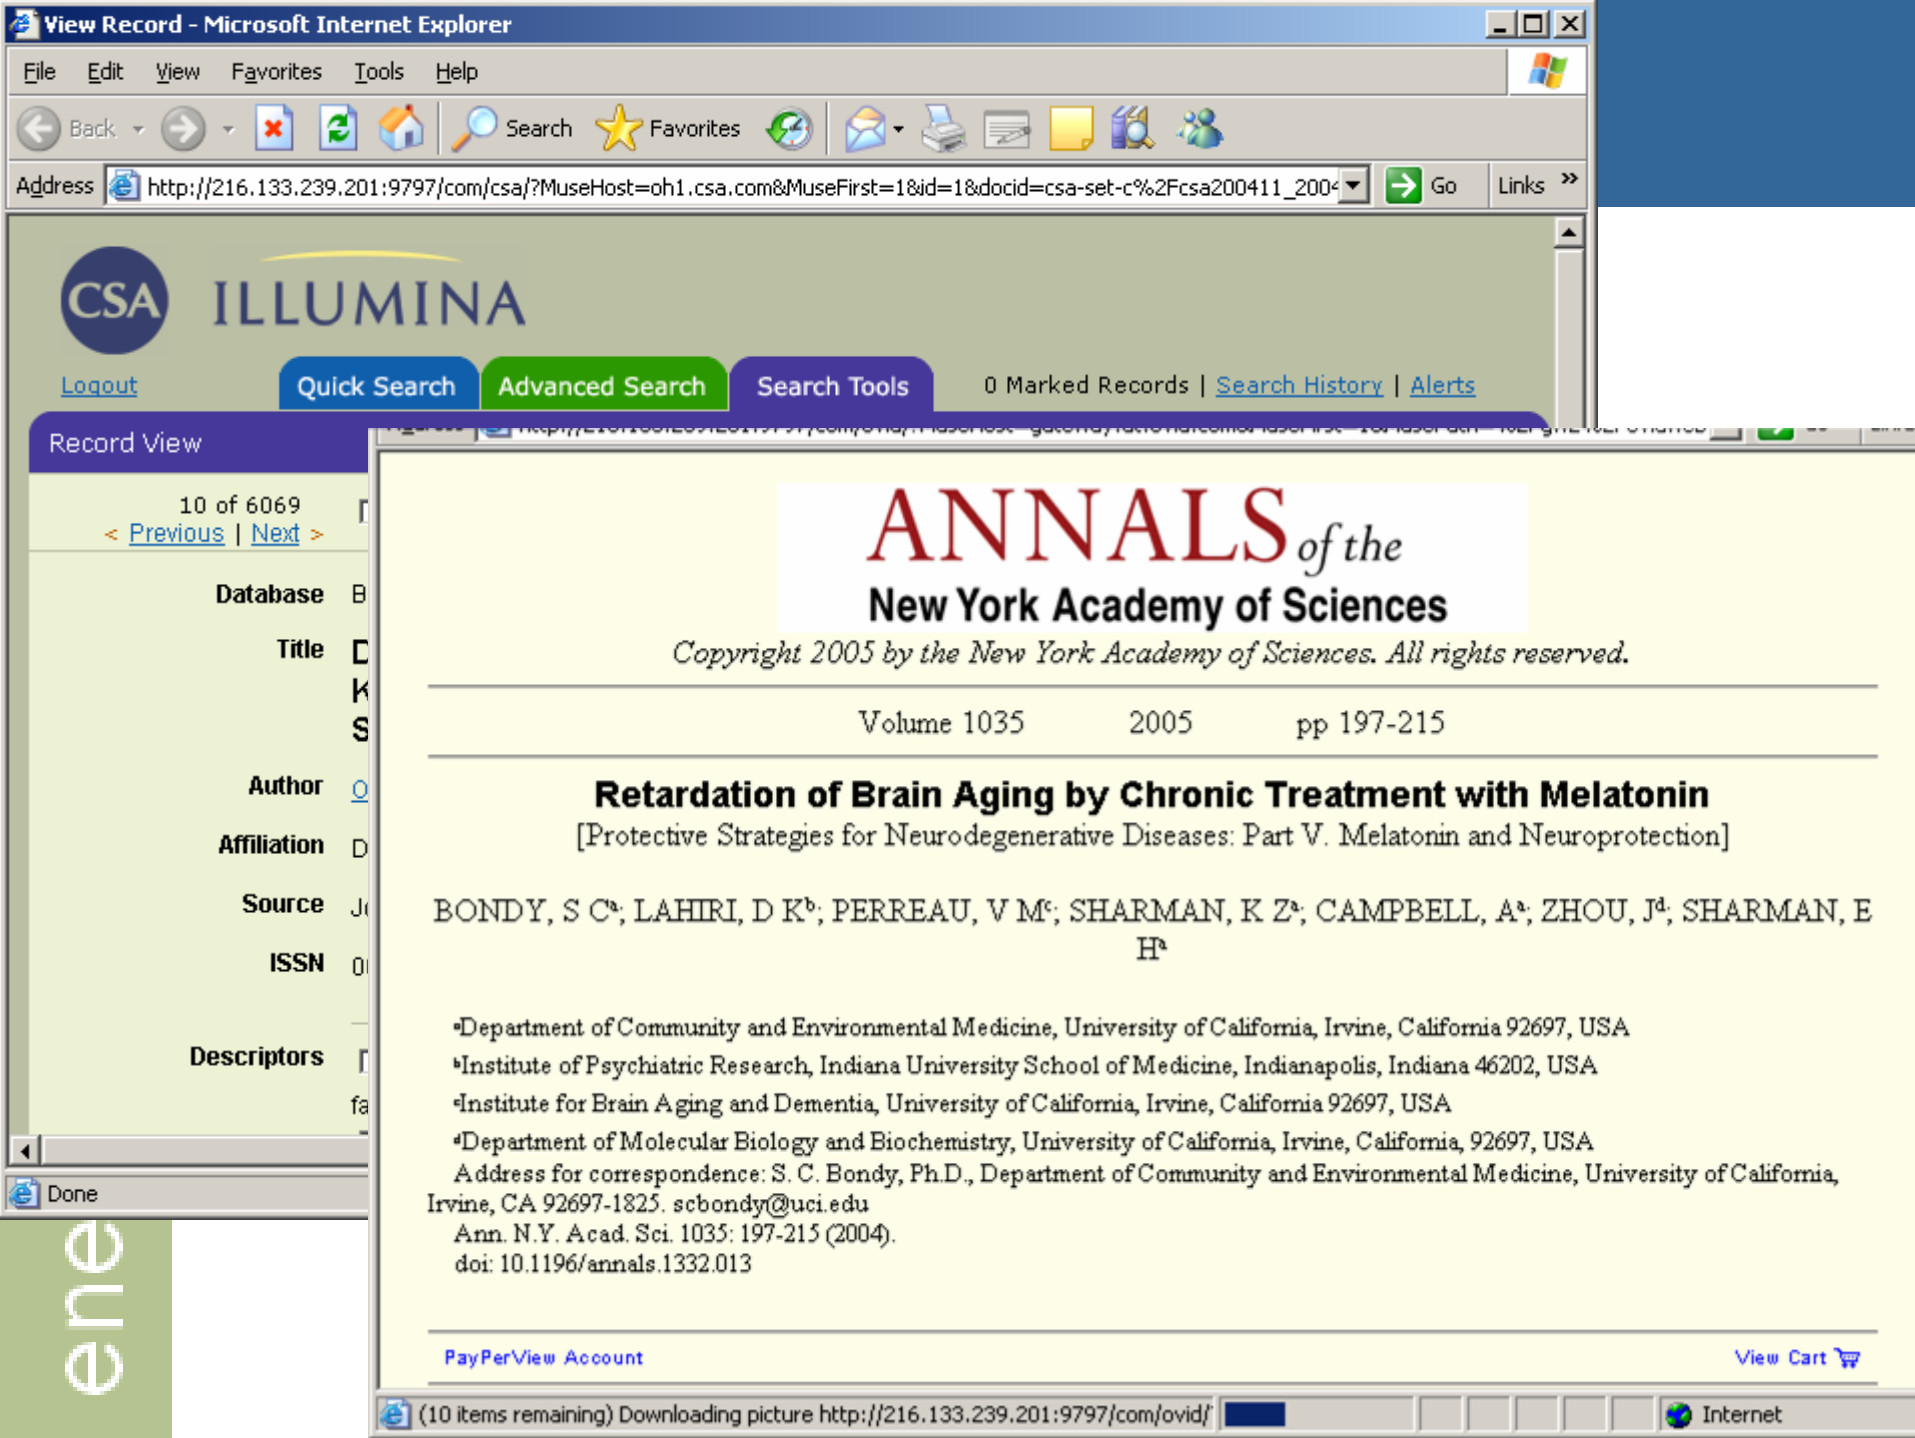 View Record - Microsoft Internet Explorer
File Edit View Favorites Tools Help
Back Search Favorites
Address http://216.133.239.201:9797/com/csa/?MuseHost=oh1.csa.com&MuseFirst=1&id=1&docid=csa-set-c%2Fcsa200411_2004 Go Links »
CSA ILLUMINA
Logout Quick Search Advanced Search Search Tools 0 Marked Records | Search History | Alerts
Record View
10 of 6069
< Previous | Next >
Database B
Title
K
S
Author
Affiliation
Source
ISSN
Descriptors
fa
Done
ANNALS of the
New York Academy of Sciences
Copyright 2005 by the New York Academy of Sciences. All rights reserved.
Volume 1035 2005 pp 197-215
Retardation of Brain Aging by Chronic Treatment with Melatonin
[Protective Strategies for Neurodegenerative Diseases: Part V. Melatonin and Neuroprotection]
BONDY, S Cᵃ; LAHIRI, D Kᵇ; PERREAU, V Mᶜ; SHARMAN, K Zᵃ; CAMPBELL, Aᵃ; ZHOU, Jᵈ; SHARMAN, E
Hᵃ
ᵃDepartment of Community and Environmental Medicine, University of California, Irvine, California 92697, USA
ᵇInstitute of Psychiatric Research, Indiana University School of Medicine, Indianapolis, Indiana 46202, USA
ᶜInstitute for Brain Aging and Dementia, University of California, Irvine, California 92697, USA
ᵈDepartment of Molecular Biology and Biochemistry, University of California, Irvine, California, 92697, USA
Address for correspondence: S. C. Bondy, Ph.D., Department of Community and Environmental Medicine, University of California,
Irvine, CA 92697-1825. scbondy@uci.edu
Ann. N.Y. Acad. Sci. 1035: 197-215 (2004).
doi: 10.1196/annals.1332.013
PayPerView Account View Cart
(10 items remaining) Downloading picture http://216.133.239.201:9797/com/ovid/ Internet
ene